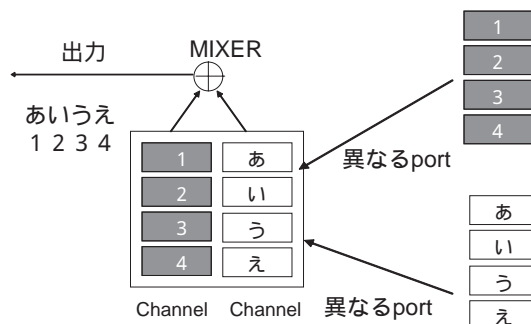 出力
MIXER
あいうえ
1 2 3 4
1 あ
2 い
3 う
4 え
Channel Channel
異なるport
異なるport
1
2
3
4
あ
い
う
え